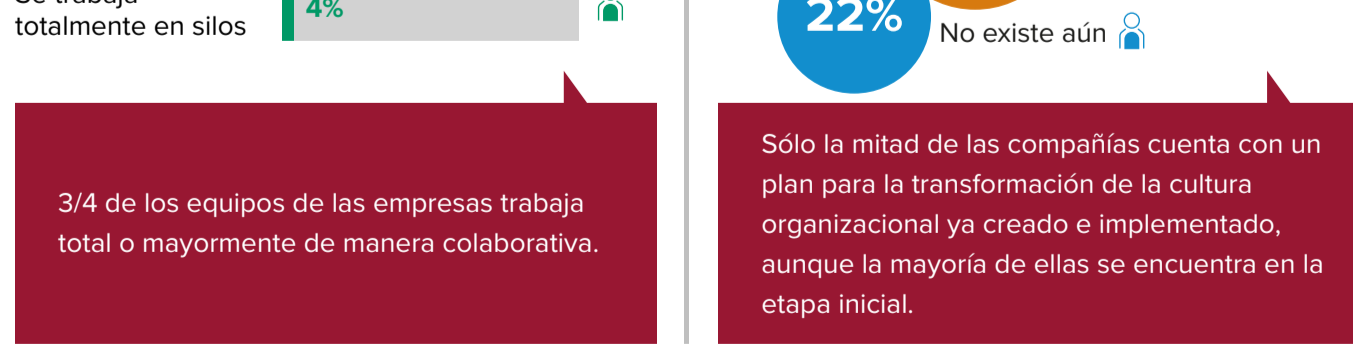 Se trabaja
totalmente en silos
4%
3/4 de los equipos de las empresas trabaja
total o mayormente de manera colaborativa.
22%
No existe aún
Sólo la mitad de las compañías cuenta con un
plan para la transformación de la cultura
organizacional ya creado e implementado,
aunque la mayoría de ellas se encuentra en la
etapa inicial.